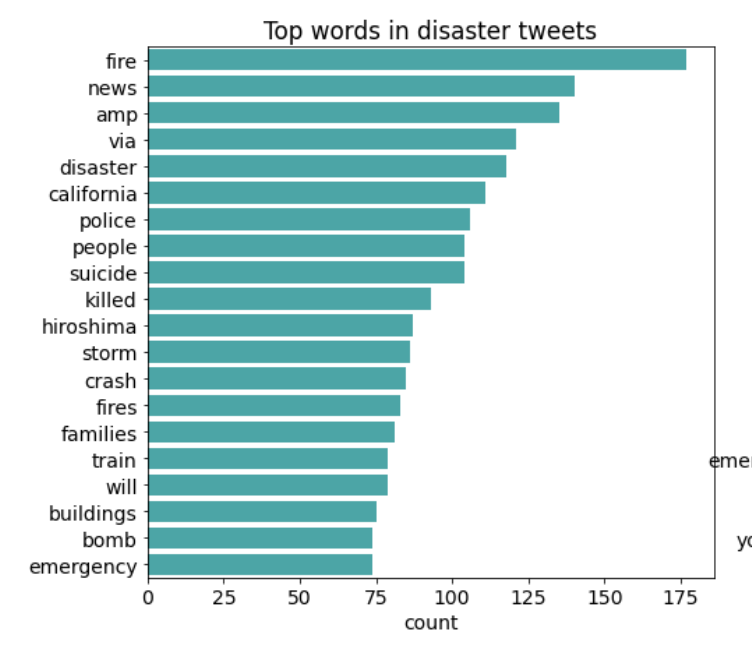 Top words in disaster tweets
fire
news
amp
via
disaster
california
police
people
suicide
killed
hiroshima
storm
crash
fires
families
train
will
buildings
bomb
emergency
0 25 50 75 100 125 150 175
count